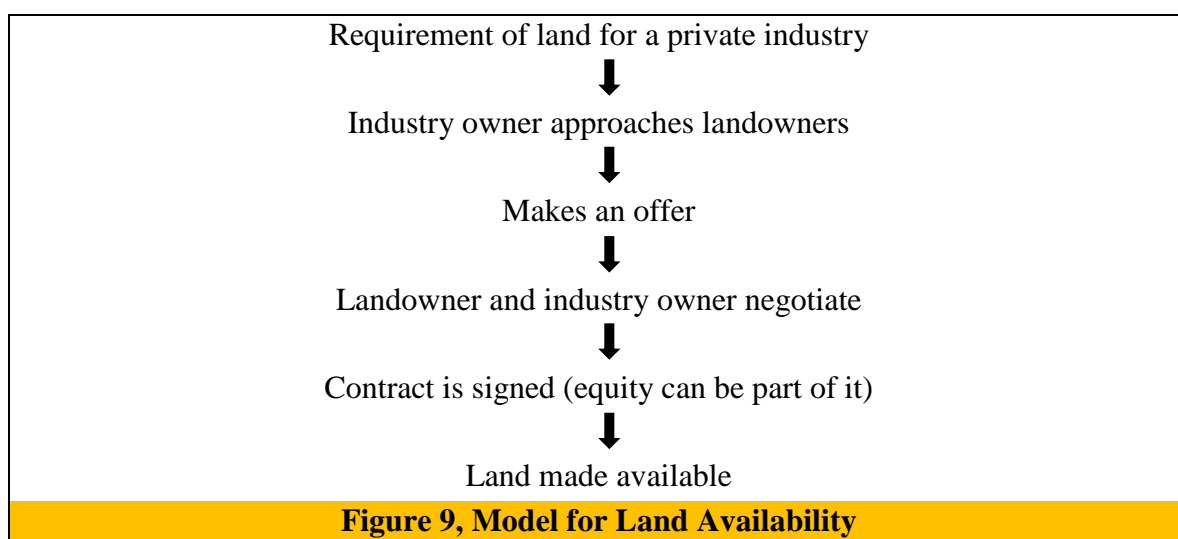 Requirement of land for a private industry
Industry owner approaches landowners
Makes an offer
Landowner and industry owner negotiate
Contract is signed (equity can be part of it)
Land made available
Figure 9, Model for Land Availability